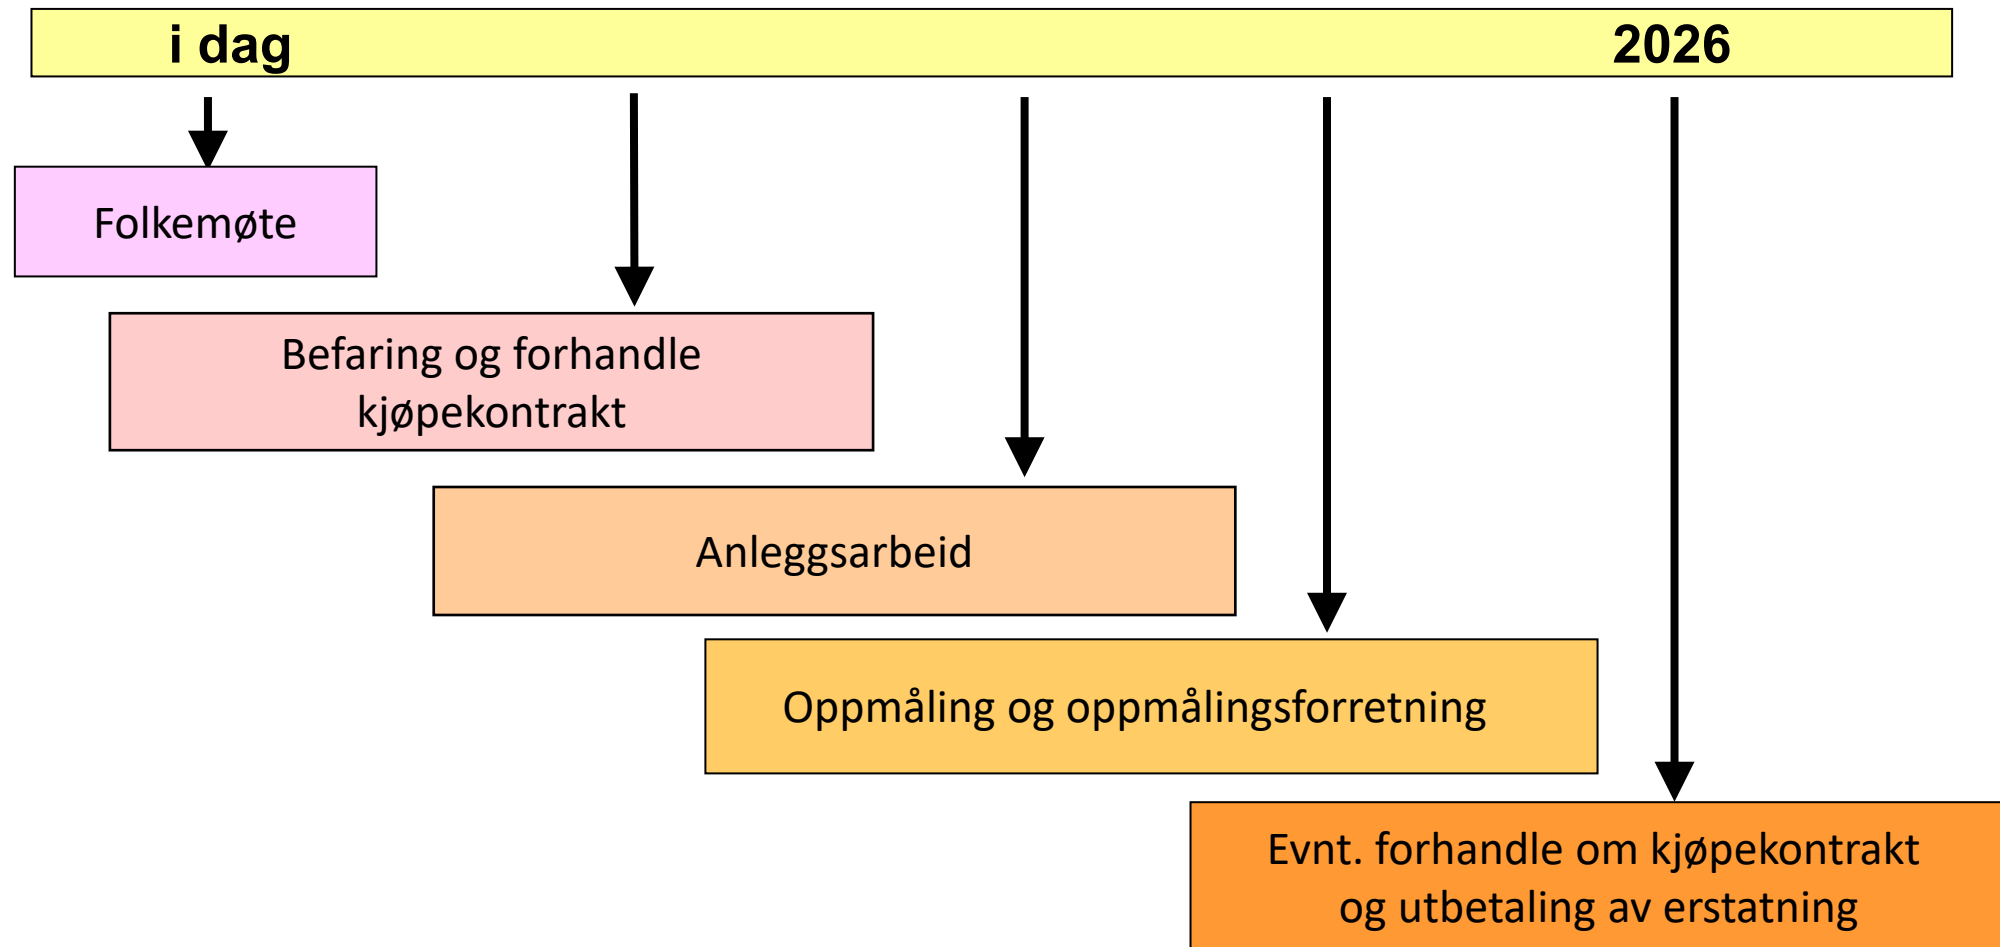 i dag 2026
Folkemøte
Befaring og forhandle
kjøpekontrakt
Anleggsarbeid
Oppmåling og oppmålingsforretning
Evnt. forhandle om kjøpekontrakt
og utbetaling av erstatning